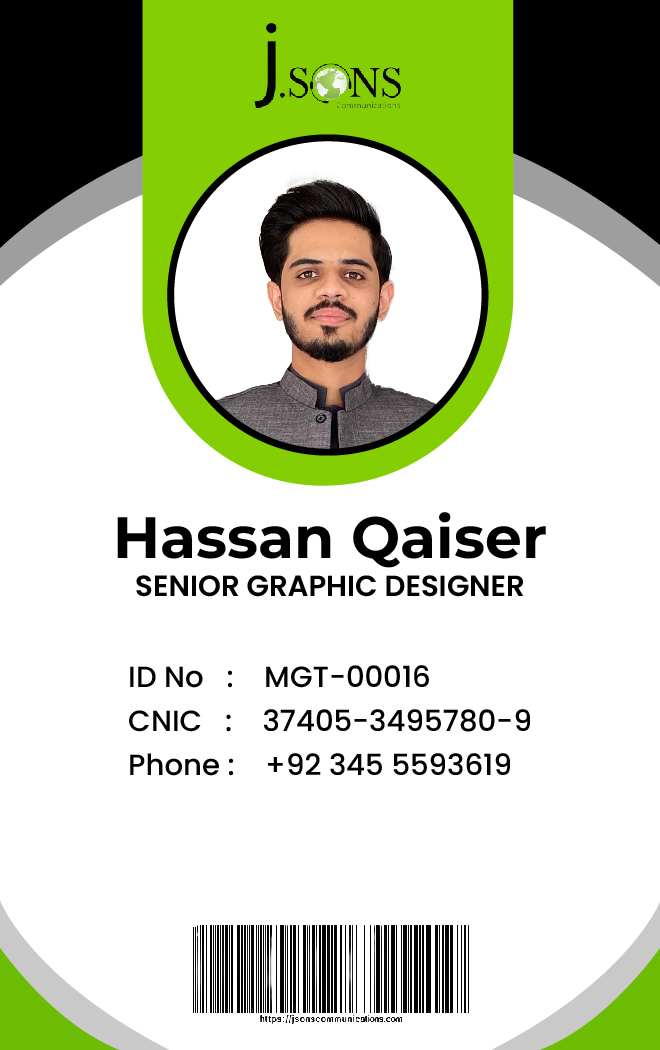 j.SONS
Communications
Hassan Qaiser
SENIOR GRAPHIC DESIGNER
ID No : MGT-00016
CNIC : 37405-3495780-9
Phone : +92 345 5593619
https://jsonscommunications.com